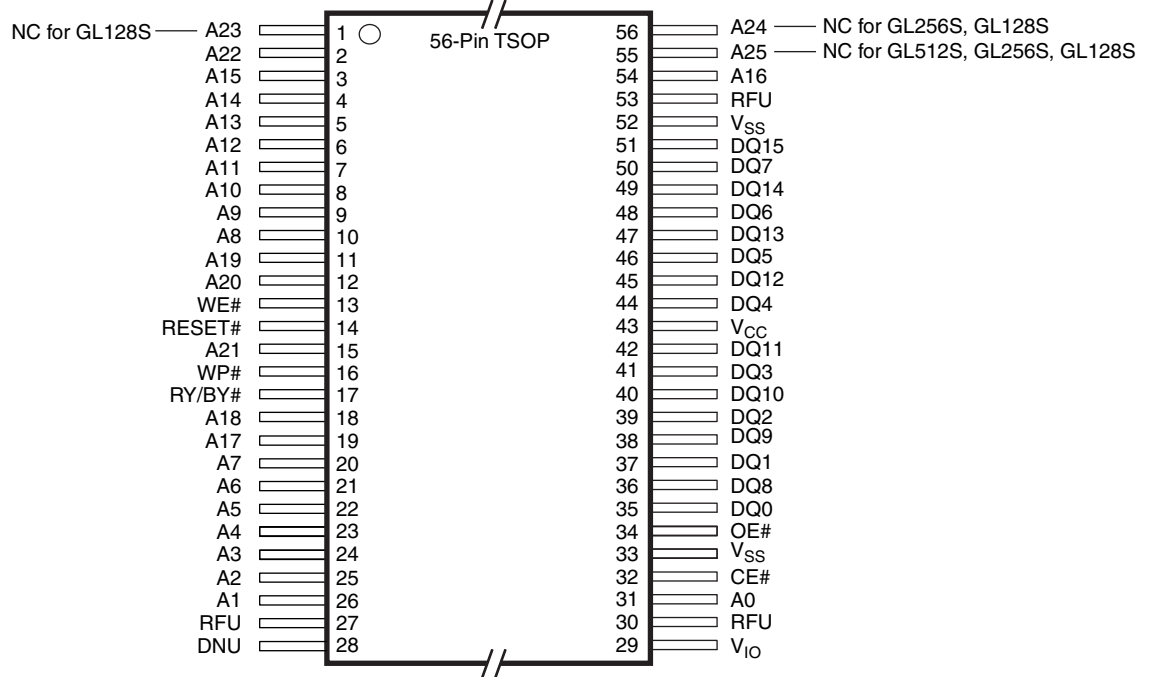 NC for GL128S A23 1 56-Pin TSOP 56 A24 NC for GL256S, GL128S
A22 2 55 A25 NC for GL512S, GL256S, GL128S
A15 3 54 A16
A14 4 53 RFU
A13 5 52 VSS
A12 6 51 DQ15
A11 7 50 DQ7
A10 8 49 DQ14
A9 9 48 DQ6
A8 10 47 DQ13
A19 11 46 DQ5
A20 12 45 DQ12
WE# 13 44 DQ4
RESET# 14 43 VCC
A21 15 42 DQ11
WP# 16 41 DQ3
RY/BY# 17 40 DQ10
A18 18 39 DQ2
A17 19 38 DQ9
A7 20 37 DQ1
A6 21 36 DQ8
A5 22 35 DQ0
A4 23 34 OE#
A3 24 33 VSS
A2 25 32 CE#
A1 26 31 A0
RFU 27 30 RFU
DNU 28 29 VIO